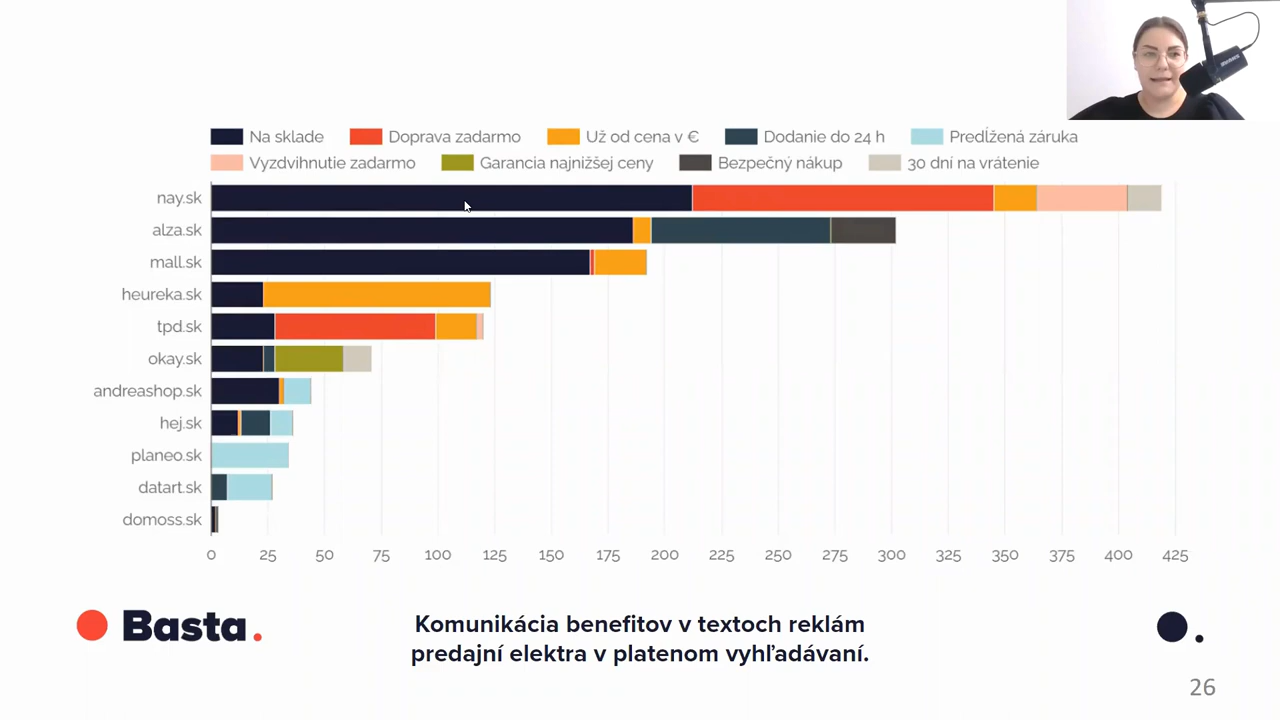 Na sklade Doprava zadarmo Už od cena v € Dodanie do 24 h Predĺžená záruka
Vyzdvihnutie zadarmo Garancia najnižšej ceny Bezpečný nákup 30 dní na vrátenie
nay.sk
alza.sk
mall.sk
heureka.sk
tpd.sk
okay.sk
andreashop.sk
hej.sk
planeo.sk
datart.sk
domoss.sk
0 25 50 75 100 125 150 175 200 225 250 275 300 325 350 375 400 425
Basta.
Komunikácia benefitov v textoch reklám
predajní elektra v platenom vyhľadávaní.
26